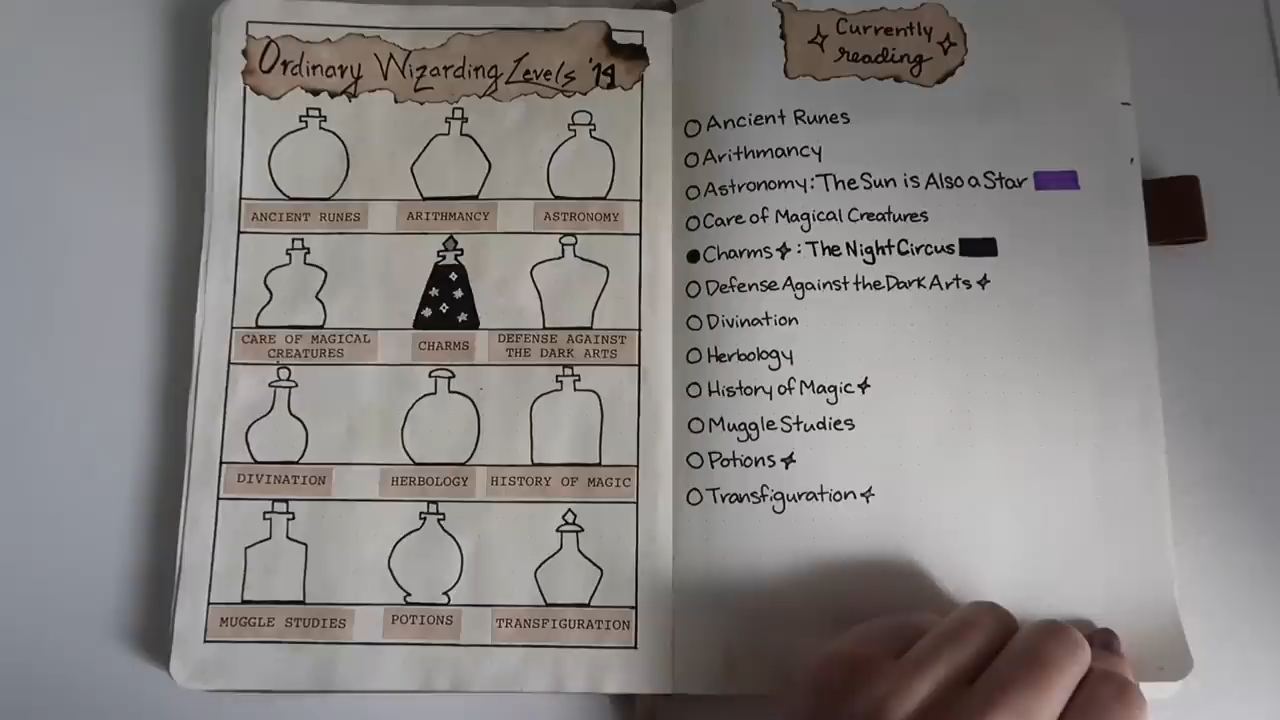 Ordinary Wizarding Levels '19
ANCIENT RUNES
ARITHMANCY
ASTRONOMY
CARE OF MAGICAL
CREATURES
CHARMS
DEFENSE AGAINST
THE DARK ARTS
DIVINATION
HERBOLOGY
HISTORY OF MAGIC
MUGGLE STUDIES
POTIONS
TRANSFIGURATION
Currently
reading
Ancient Runes
Arithmancy
Astronomy: The Sun is Also a Star
Care of Magical Creatures
Charms: The Night Circus
Defense Against the Dark Arts
Divination
Herbology
History of Magic
Muggle Studies
Potions
Transfiguration